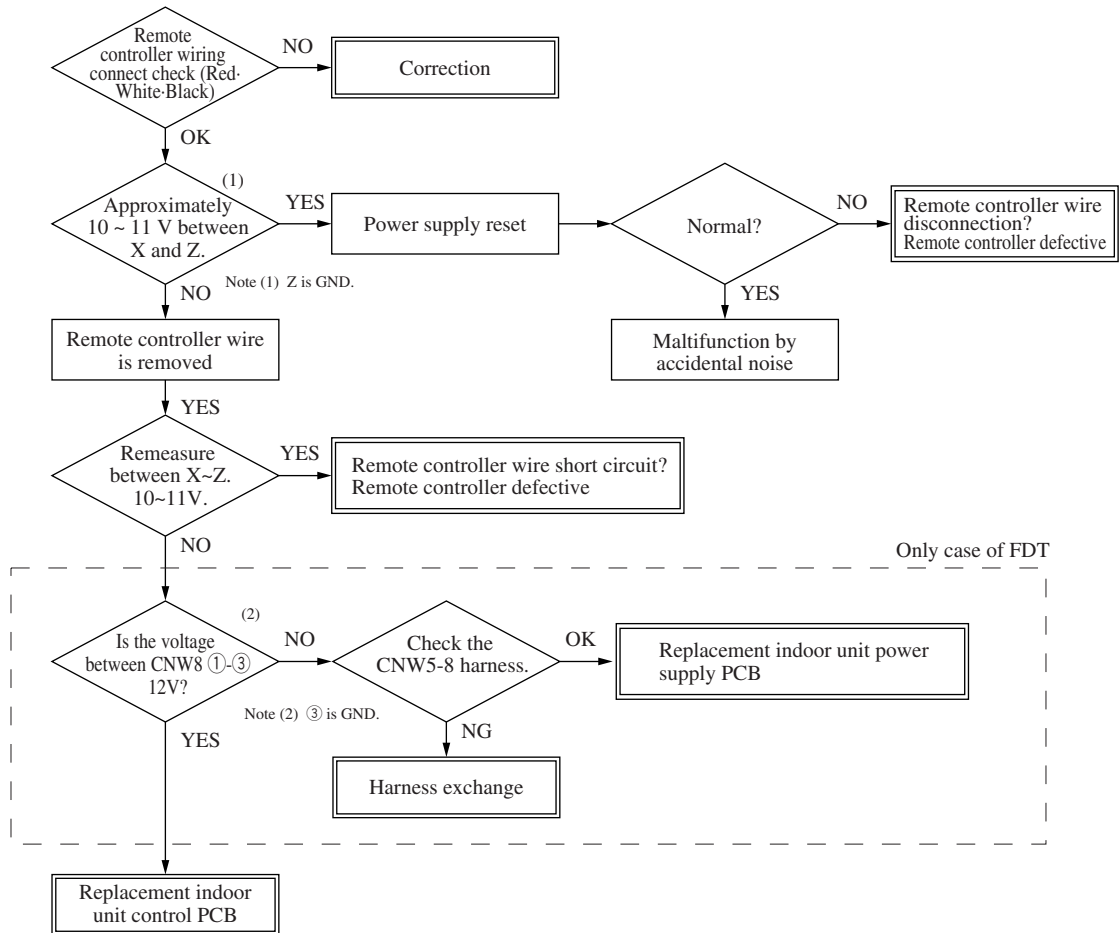 Remote
controller wiring
connect check (Red·
White·Black)
NO
Correction
OK
(1)
Approximately
10 ~ 11 V between
X and Z.
YES
Power supply reset
Normal?
NO
Remote controller wire
disconnection?
Remote controller defective
Note (1) Z is GND.
NO
YES
Remote controller wire
is removed
Maltifunction by
accidental noise
YES
Remeasure
between X~Z.
10~11V.
YES
Remote controller wire short circuit?
Remote controller defective
NO
Only case of FDT
(2)
Is the voltage
between CNW8 ①-③
12V?
NO
Check the
CNW5-8 harness.
OK
Replacement indoor unit power
supply PCB
Note (2) ③ is GND.
YES
NG
Harness exchange
Replacement indoor
unit control PCB